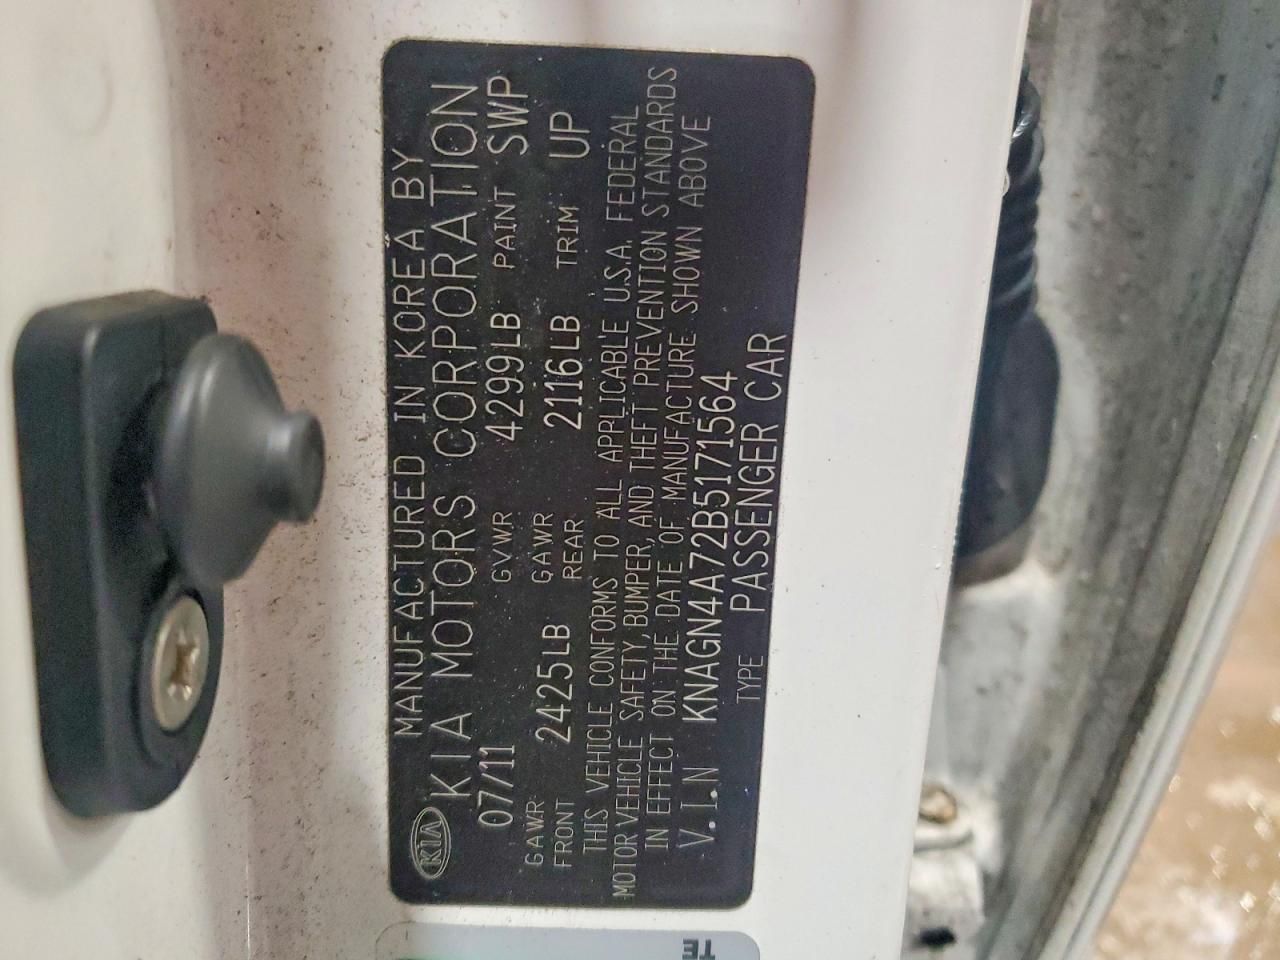 MANUFACTURED IN KOREA BY
KIA KIA MOTORS CORPORATION
07/11 GVWR 4299LB PAINT SWP
GAWR FRONT 2425LB GAWR REAR 2116LB TRIM UP
THIS VEHICLE CONFORMS TO ALL APPLICABLE U.S.A. FEDERAL
MOTOR VEHICLE SAFETY, BUMPER, AND THEFT PREVENTION STANDARDS
IN EFFECT ON THE DATE OF MANUFACTURE SHOWN ABOVE
V.I.N KNAGN4A72B5171564
TYPE PASSENGER CAR
TE